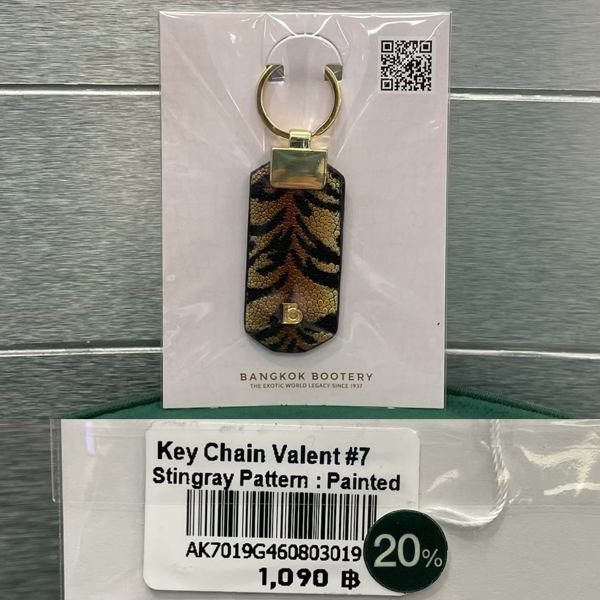 B
BANGKOK BOOTERY
THE EXOTIC WORLD LEGACY SINCE 1937
Key Chain Valent #7
Stingray Pattern : Painted
AK7019G460803019
20%
1,090 ฿